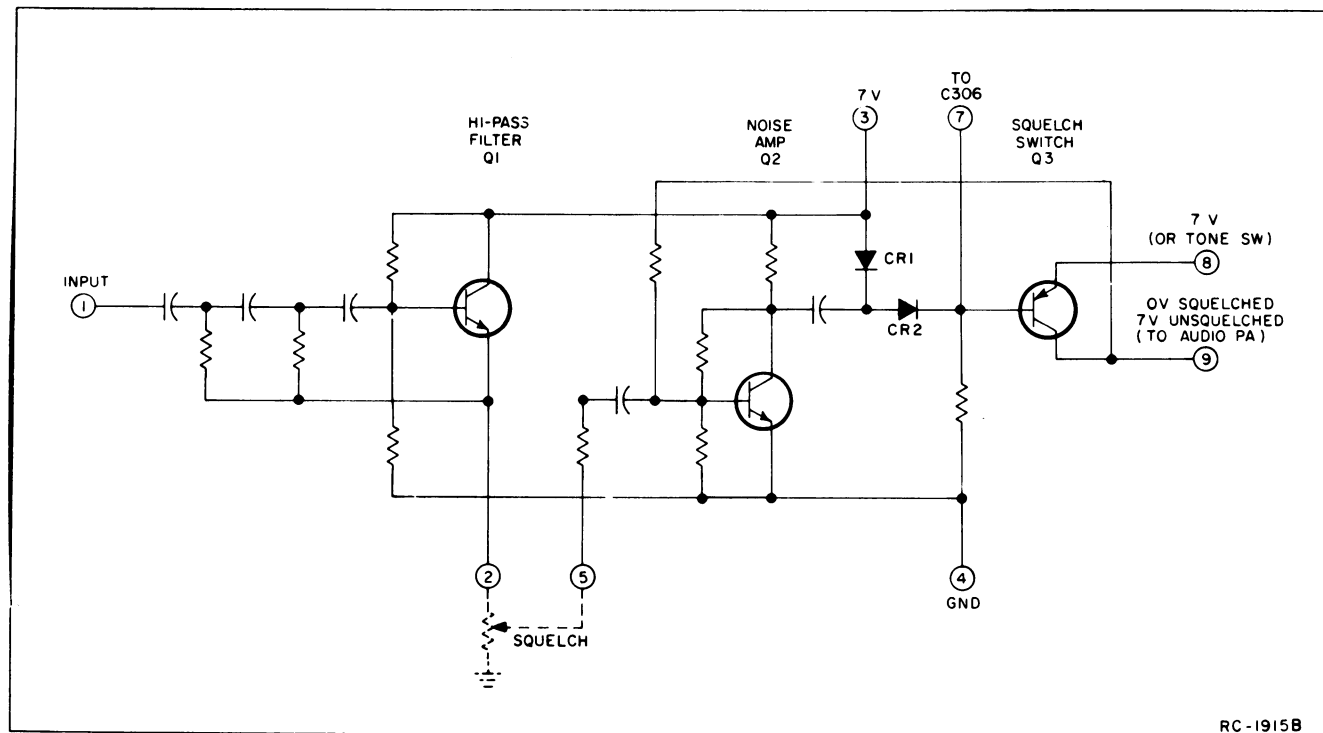 HI-PASS
FILTER
Q1
NOISE
AMP
Q2
7 V
3
TO
C306
7
SQUELCH
SWITCH
Q3
INPUT
1
CR1
CR2
7 V
(OR TONE SW)
8
0V SQUELCHED
7V UNSQUELCHED
(TO AUDIO PA)
9
2
5
4
GND
SQUELCH
RC-1915B